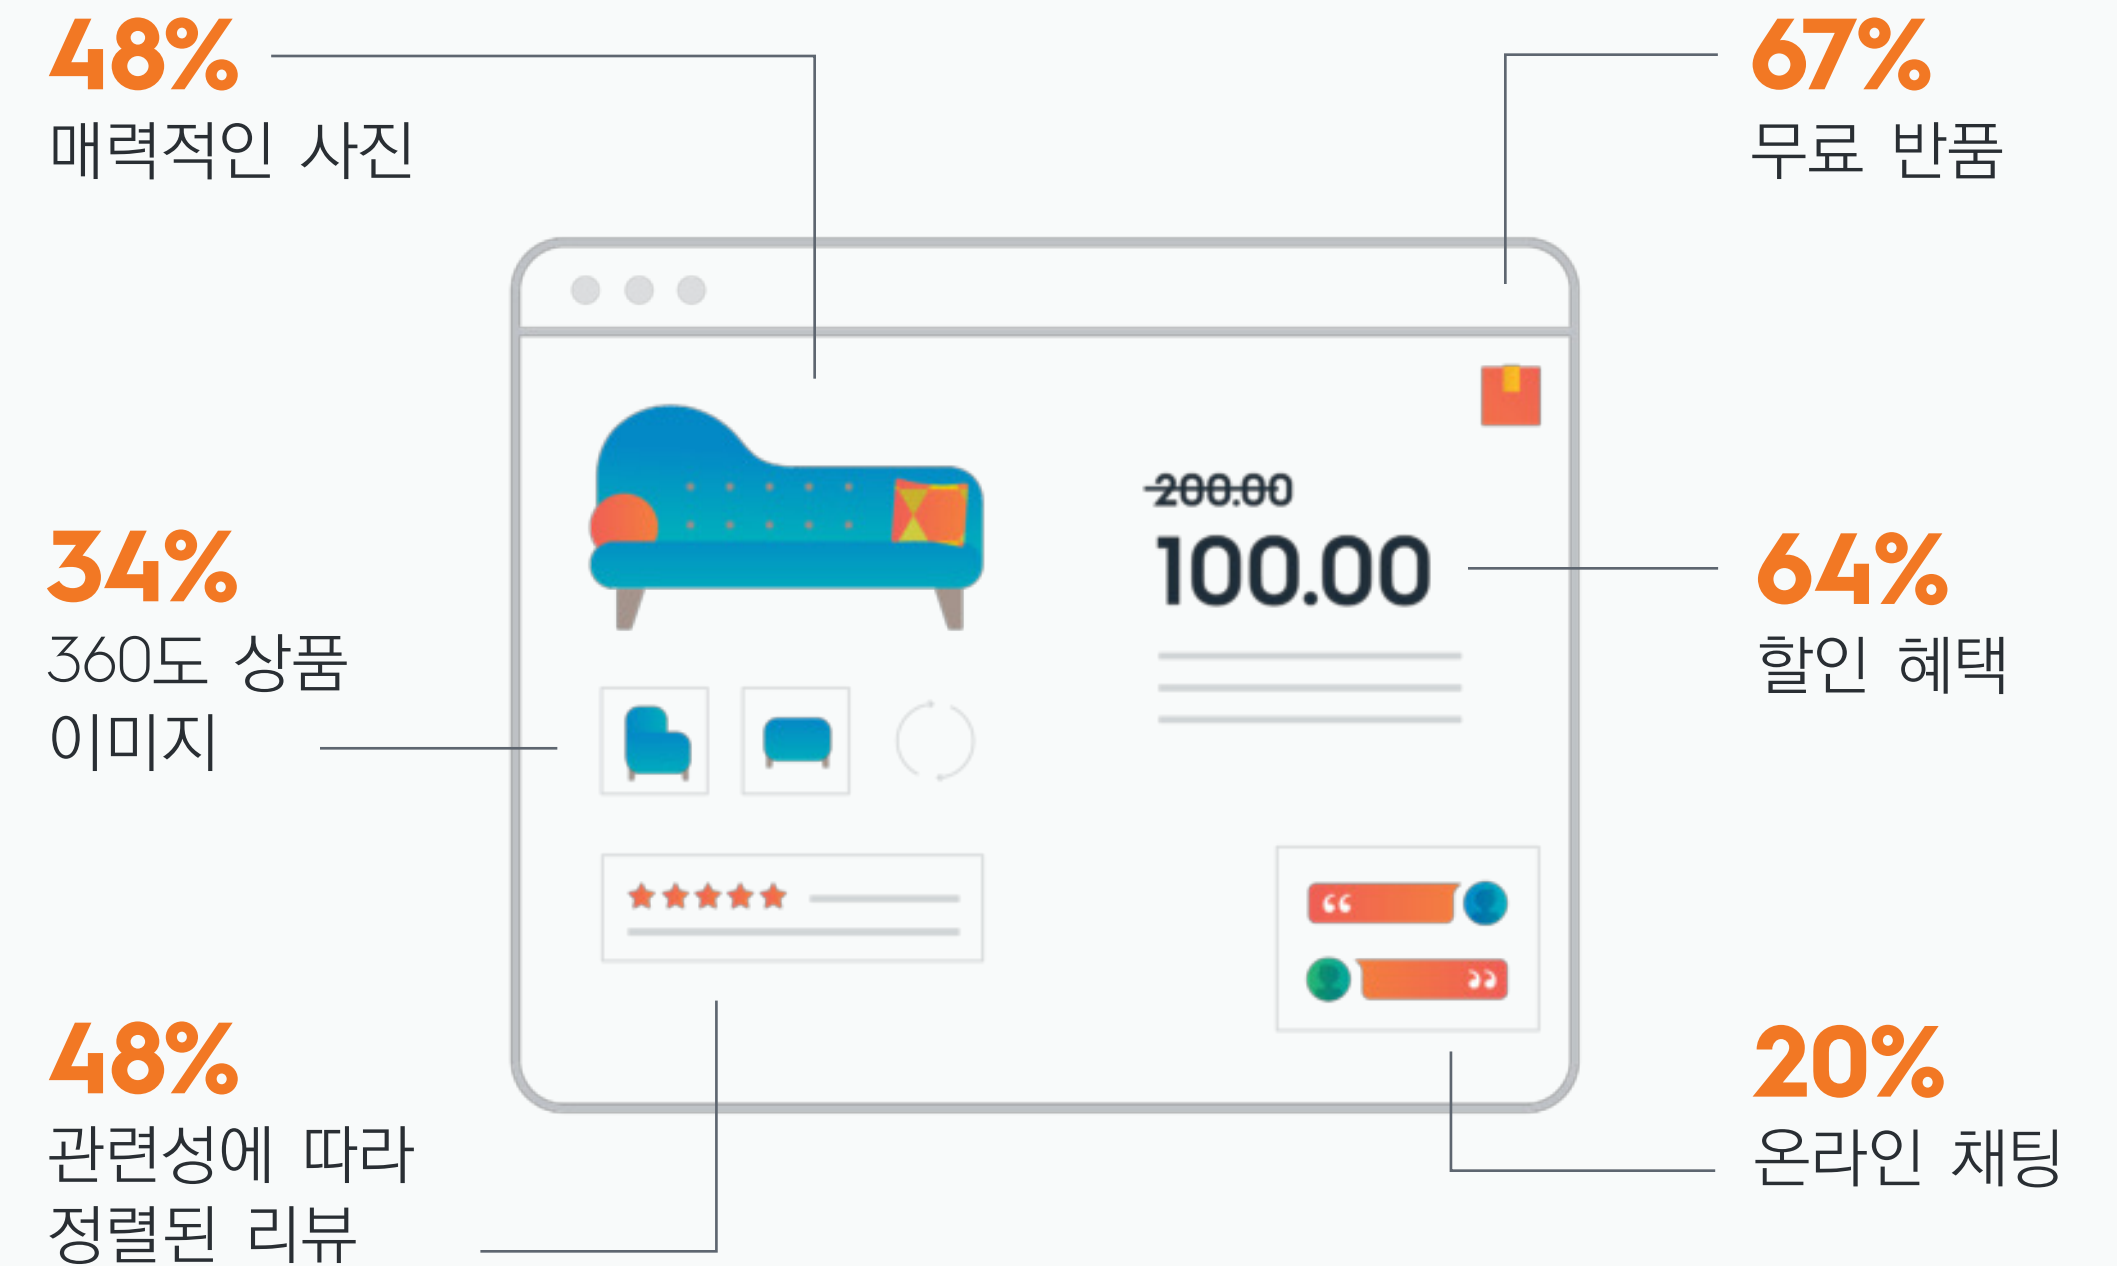 48%
매력적인 사진
67%
무료 반품
200.00
100.00
34%
360도 상품
이미지
64%
할인 혜택
48%
관련성에 따라
정렬된 리뷰
20%
온라인 채팅